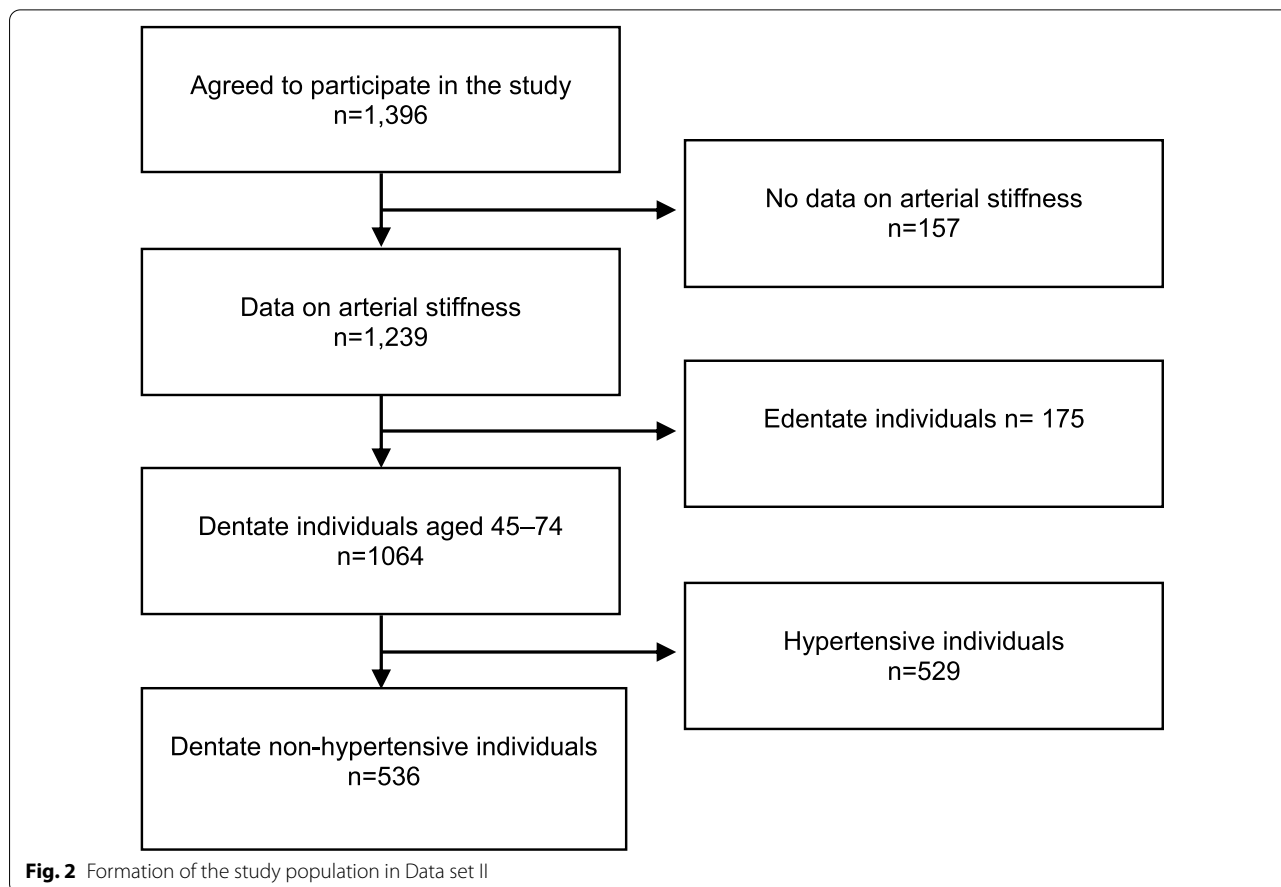 Agreed to participate in the study
n=1,396
No data on arterial stiffness
n=157
Data on arterial stiffness
n=1,239
Edentate individuals n= 175
Dentate individuals aged 45–74
n=1064
Hypertensive individuals
n=529
Dentate non-hypertensive individuals
n=536
Fig. 2 Formation of the study population in Data set II